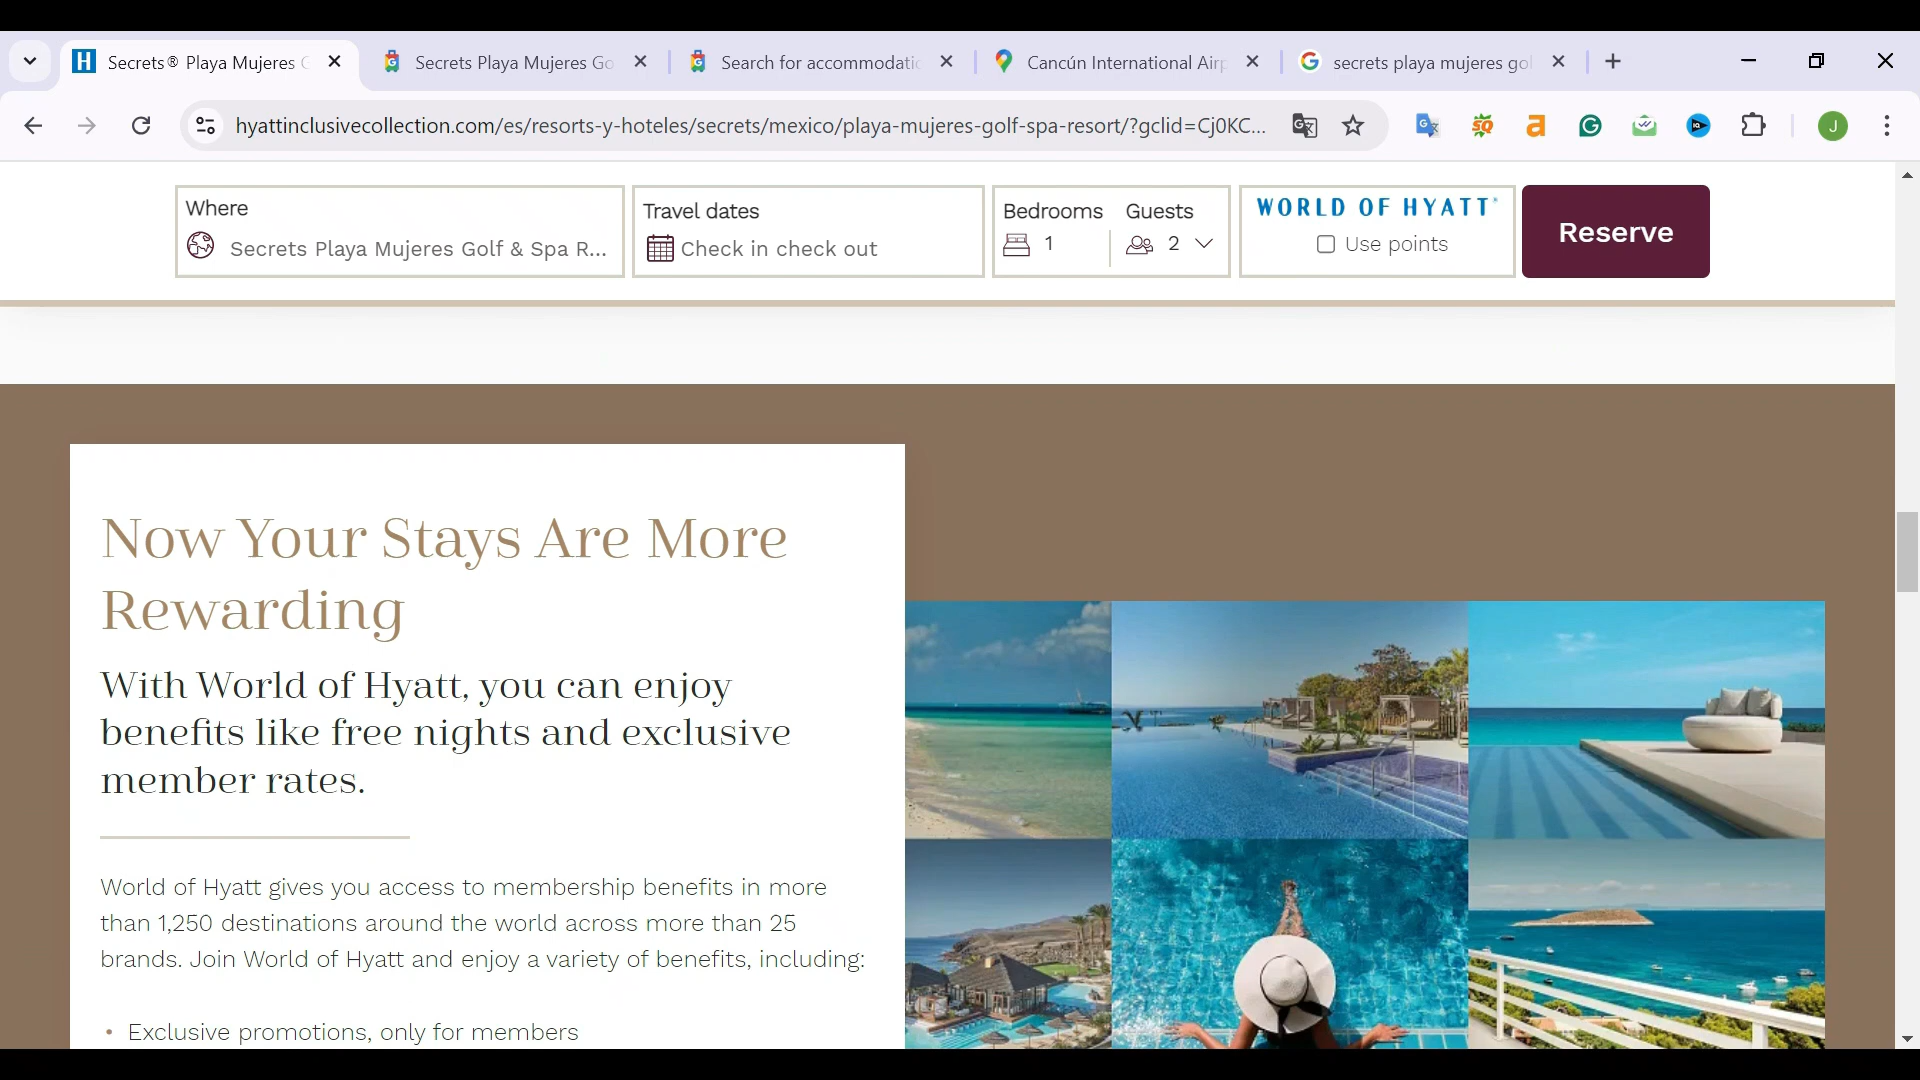 Secrets® Playa Mujeres G
Secrets Playa Mujeres Go
Search for accommodatic
Cancún International Airp
secrets playa mujeres gol
hyattinclusivecollection.com/es/resorts-y-hoteles/secrets/mexico/playa-mujeres-golf-spa-resort/?gclid=Cj0KC...
J
Where
Secrets Playa Mujeres Golf & Spa R...
Travel dates
Check in check out
Bedrooms
1
Guests
2
WORLD OF HYATT
Use points
Reserve
Now Your Stays Are More
Rewarding
With World of Hyatt, you can enjoy
benefits like free nights and exclusive
member rates.
World of Hyatt gives you access to membership benefits in more
than 1,250 destinations around the world across more than 25
brands. Join World of Hyatt and enjoy a variety of benefits, including:
• Exclusive promotions, only for members